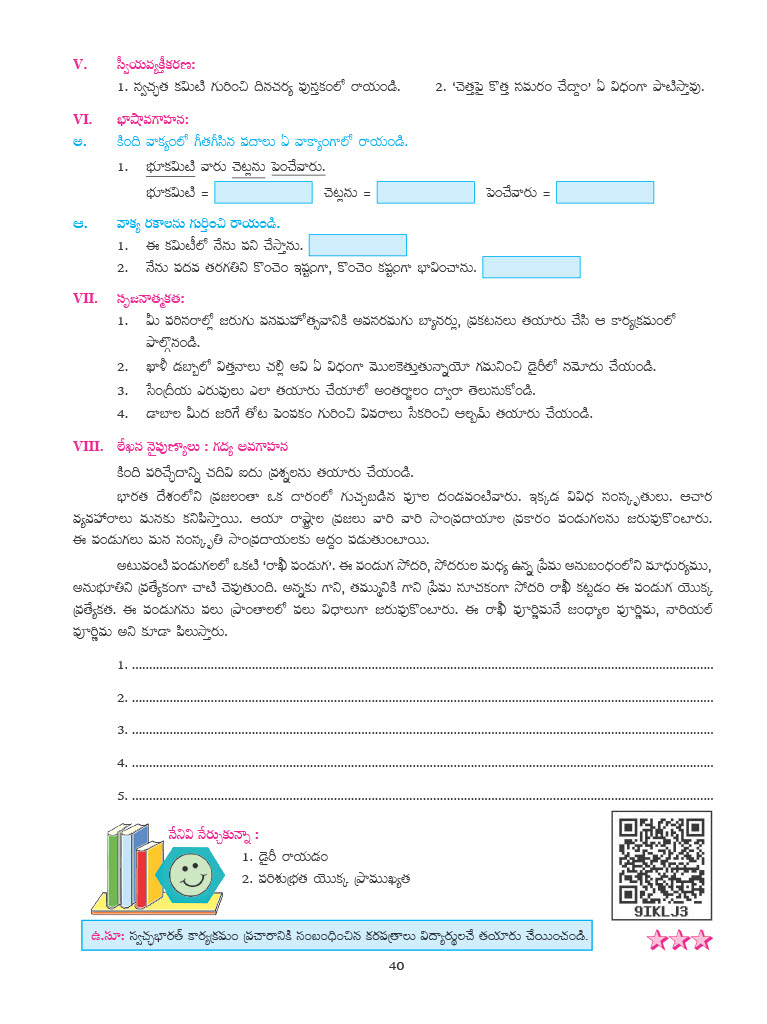 V. స్వీయవ్యక్తీకరణ:
1. స్వచ్ఛత కమిటి గురించి దినచర్య పుస్తకంలో రాయండి. 2. ‘చెత్తపై కొత్త సమరం చేద్దాం’ ఏ విధంగా పాటిస్తావు.
VI. భాషావగాహన:
అ. కింది వాక్యంలో గీతగీసిన పదాలు ఏ వాక్యాంగాలో రాయండి.
1. భూకమిటి వారు చెట్లను పెంచేవారు.
భూకమిటి = చెట్లను = పెంచేవారు =
ఆ. వాక్య రకాలను గుర్తించి రాయండి.
1. ఈ కమిటీలో నేను పని చేస్తాను.
2. నేను పదవ తరగతిని కొంచెం ఇష్టంగా, కొంచెం కష్టంగా భావించాను.
VII. సృజనాత్మకత:
1. మీ పరిసరాల్లో జరుగు వనమహోత్సవానికి అవసరమగు బ్యానర్లు, ప్రకటనలు తయారు చేసి ఆ కార్యక్రమంలో
పాల్గొనండి.
2. ఖాళీ డబ్బాలో విత్తనాలు చల్లి అవి ఏ విధంగా మొలకెత్తుతున్నాయో గమనించి డైరీలో నమోదు చేయండి.
3. సేంద్రీయ ఎరువులు ఎలా తయారు చేయాలో అంతర్జాలం ద్వారా తెలుసుకోండి.
4. డాబాల మీద జరిగే తోట పెంపకం గురించి వివరాలు సేకరించి ఆల్బమ్ తయారు చేయండి.
VIII. లేఖన నైపుణ్యాలు : గద్య అవగాహన
కింది పరిచ్ఛేదాన్ని చదివి ఐదు ప్రశ్నలను తయారు చేయండి.
భారత దేశంలోని ప్రజలంతా ఒక దారంలో గుచ్చబడిన పూల దండవంటివారు. ఇక్కడ వివిధ సంస్కృతులు. ఆచార
వ్యవహారాలు మనకు కనిపిస్తాయి. ఆయా రాష్ట్రాల ప్రజలు వారి వారి సాంప్రదాయాల ప్రకారం పండుగలను జరుపుకొంటారు.
ఈ పండుగలు మన సంస్కృతి సాంప్రదాయలకు అద్దం పడుతుంటాయి.
అటువంటి పండుగలలో ఒకటి ‘రాఖీ పండుగ’. ఈ పండుగ సోదరి, సోదరుల మధ్య ఉన్న ప్రేమ అనుబంధంలోని మాధుర్యము,
అనుభూతిని ప్రత్యేకంగా చాటి చెవుతుంది. అన్నకు గాని, తమ్మునికి గాని ప్రేమ సూచకంగా సోదరి రాఖీ కట్టడం ఈ పండుగ యొక్క
ప్రత్యేకత. ఈ పండుగను పలు ప్రాంతాలలో పలు విధాలుగా జరుపుకొంటారు. ఈ రాఖీ పూర్ణిమనే జంధ్యాల పూర్ణిమ, నారియల్
పూర్ణిమ అని కూడా పిలుస్తారు.
1.
2.
3.
4.
5.
నేనివి నేర్చుకున్నా :
1. డైరీ రాయడం
2. పరిశుభ్రత యొక్క ప్రాముఖ్యత
9IKLJ3
ఉ.సూ: స్వచ్ఛభారత్ కార్యక్రమం ప్రచారానికి సంబంధించిన కరపత్రాలు విద్యార్థులచే తయారు చేయించండి.
40